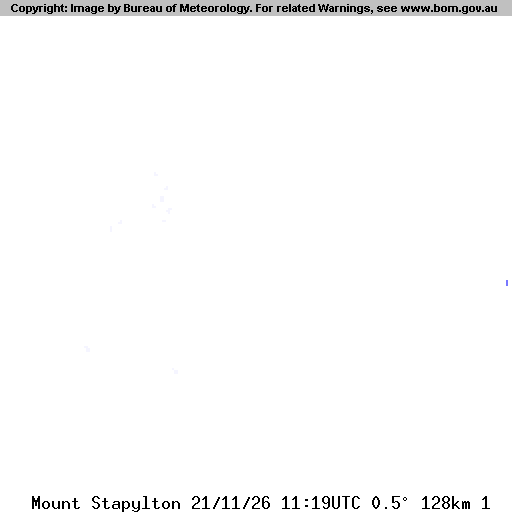 Copyright: Image by Bureau of Meteorology. For related Warnings, see www.bom.gov.au
Mount Stapylton 21/11/26 11:19UTC 0.5° 128km 1